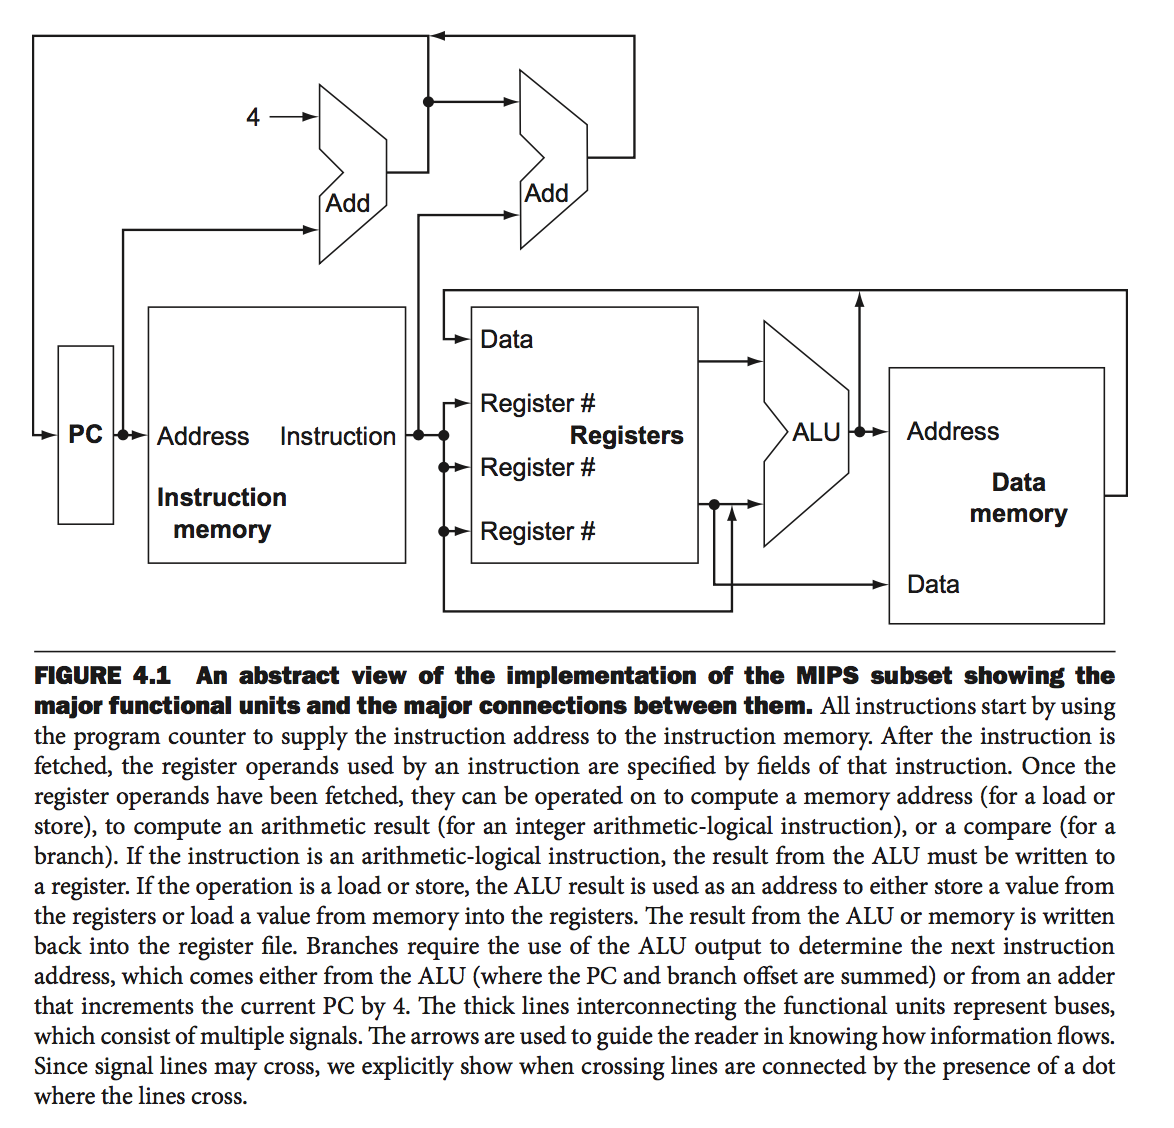 4
Add
Add
Data
Register #
Registers
Register #
Register #
PC
Address
Instruction
Instruction
memory
ALU
Address
Data
memory
Data
FIGURE 4.1 An abstract view of the implementation of the MIPS subset showing the
major functional units and the major connections between them. All instructions start by using
the program counter to supply the instruction address to the instruction memory. After the instruction is
fetched, the register operands used by an instruction are specified by fields of that instruction. Once the
register operands have been fetched, they can be operated on to compute a memory address (for a load or
store), to compute an arithmetic result (for an integer arithmetic-logical instruction), or a compare (for a
branch). If the instruction is an arithmetic-logical instruction, the result from the ALU must be written to
a register. If the operation is a load or store, the ALU result is used as an address to either store a value from
the registers or load a value from memory into the registers. The result from the ALU or memory is written
back into the register file. Branches require the use of the ALU output to determine the next instruction
address, which comes either from the ALU (where the PC and branch offset are summed) or from an adder
that increments the current PC by 4. The thick lines interconnecting the functional units represent buses,
which consist of multiple signals. The arrows are used to guide the reader in knowing how information flows.
Since signal lines may cross, we explicitly show when crossing lines are connected by the presence of a dot
where the lines cross.